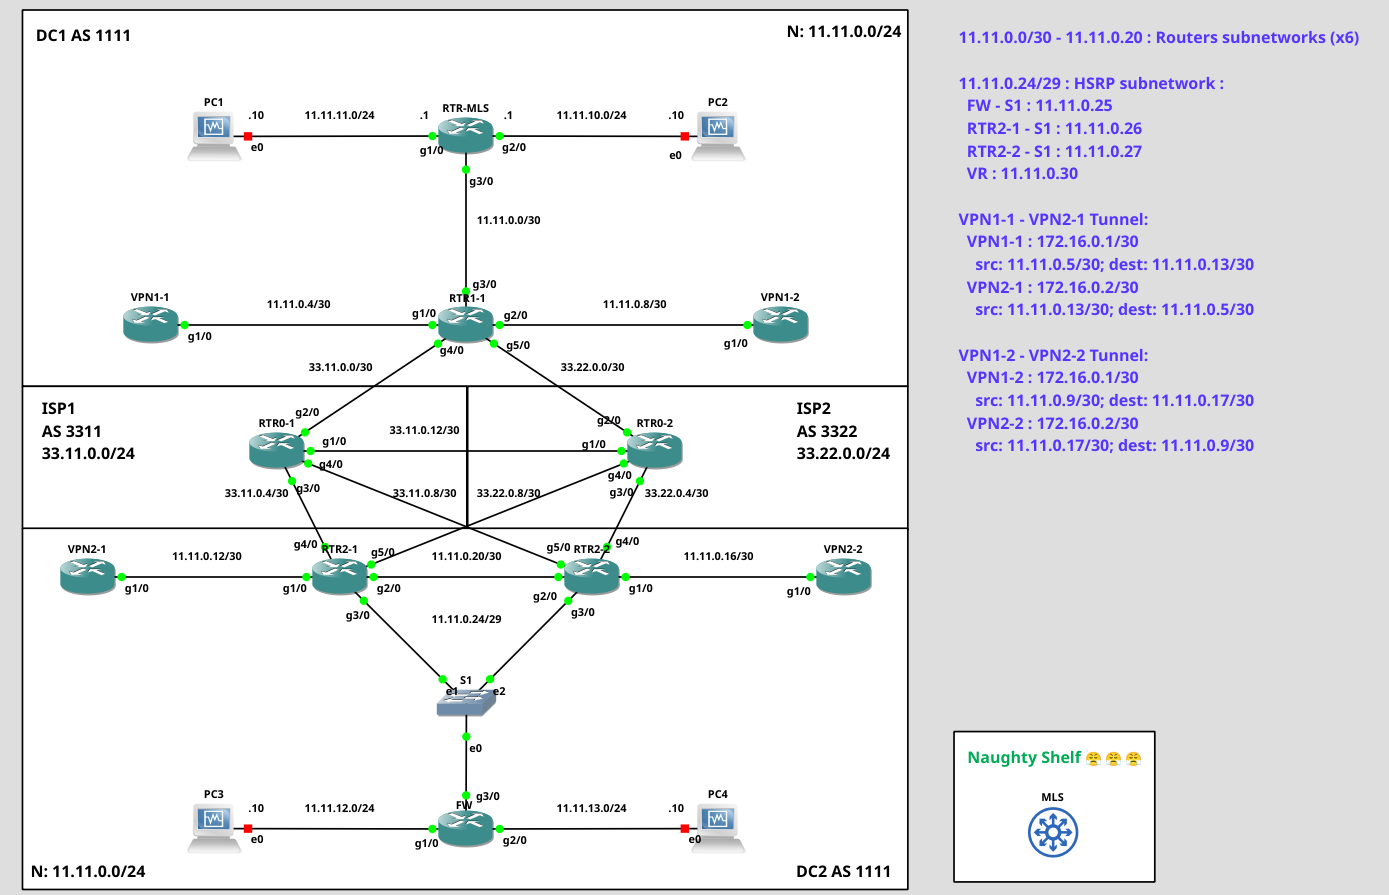 DC1 AS 1111
N: 11.11.0.0/24
PC1
.10
11.11.11.0/24
.1
RTR-MLS
.1
11.11.10.0/24
.10
PC2
e0
g1/0
g2/0
e0
g3/0
11.11.0.0/30
g3/0
VPN1-1
11.11.0.4/30
RTR1-1
11.11.0.8/30
VPN1-2
g1/0
g2/0
g1/0
g1/0
g4/0
g5/0
33.11.0.0/30
33.22.0.0/30
ISP1
AS 3311
33.11.0.0/24
ISP2
AS 3322
33.22.0.0/24
g2/0
RTR0-1
33.11.0.12/30
g2/0
RTR0-2
g1/0
g1/0
g4/0
g4/0
33.11.0.4/30
g3/0
33.11.0.8/30
33.22.0.8/30
g3/0
33.22.0.4/30
VPN2-1
11.11.0.12/30
g4/0
RTR2-1
g5/0
11.11.0.20/30
g5/0
RTR2-2
g4/0
11.11.0.16/30
VPN2-2
g1/0
g1/0
g2/0
g2/0
g1/0
g1/0
g3/0
11.11.0.24/29
g3/0
S1
e1
e2
e0
g3/0
PC3
.10
11.11.12.0/24
FW
11.11.13.0/24
.10
PC4
e0
g1/0
g2/0
e0
N: 11.11.0.0/24
DC2 AS 1111
11.11.0.0/30 - 11.11.0.20 : Routers subnetworks (x6)
11.11.0.24/29 : HSRP subnetwork :
FW - S1 : 11.11.0.25
RTR2-1 - S1 : 11.11.0.26
RTR2-2 - S1 : 11.11.0.27
VR : 11.11.0.30
VPN1-1 - VPN2-1 Tunnel:
VPN1-1 : 172.16.0.1/30
src: 11.11.0.5/30; dest: 11.11.0.13/30
VPN2-1 : 172.16.0.2/30
src: 11.11.0.13/30; dest: 11.11.0.5/30
VPN1-2 - VPN2-2 Tunnel:
VPN1-2 : 172.16.0.1/30
src: 11.11.0.9/30; dest: 11.11.0.17/30
VPN2-2 : 172.16.0.2/30
src: 11.11.0.17/30; dest: 11.11.0.9/30
Naughty Shelf 😤 😤 😤
MLS